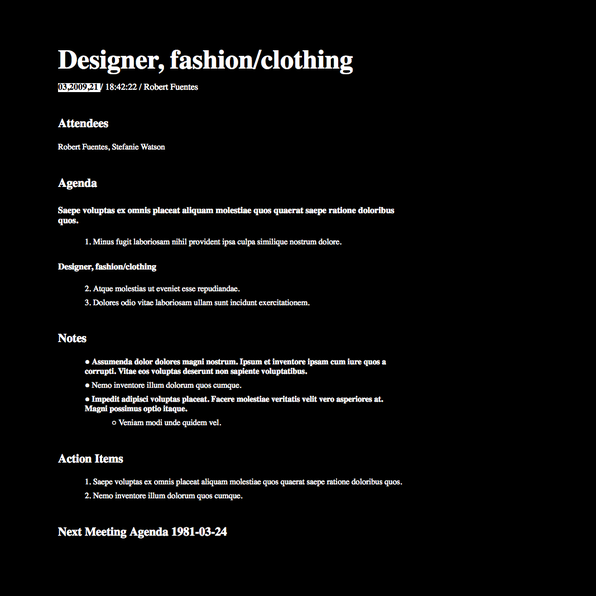 Designer, fashion/clothing
03,2009,21 / 18:42:22 / Robert Fuentes
Attendees
Robert Fuentes, Stefanie Watson
Agenda
Saepe voluptas ex omnis placeat aliquam molestiae quos quaerat saepe ratione doloribus
quos.
1. Minus fugit laboriosam nihil provident ipsa culpa similique nostrum dolore.
Designer, fashion/clothing
2. Atque molestias ut eveniet esse repudiandae.
3. Dolores odio vitae laboriosam ullam sunt incidunt exercitationem.
Notes
● Assumenda dolor dolores magni nostrum. Ipsum et inventore ipsam cum iure quos a
corrupti. Vitae eos voluptas deserunt non sapiente voluptatibus.
● Nemo inventore illum dolorum quos cumque.
● Impedit adipisci voluptas placeat. Facere molestiae veritatis velit vero asperiores at.
Magni possimus optio itaque.
○ Veniam modi unde quidem vel.
Action Items
1. Saepe voluptas ex omnis placeat aliquam molestiae quos quaerat saepe ratione doloribus quos.
2. Nemo inventore illum dolorum quos cumque.
Next Meeting Agenda 1981-03-24